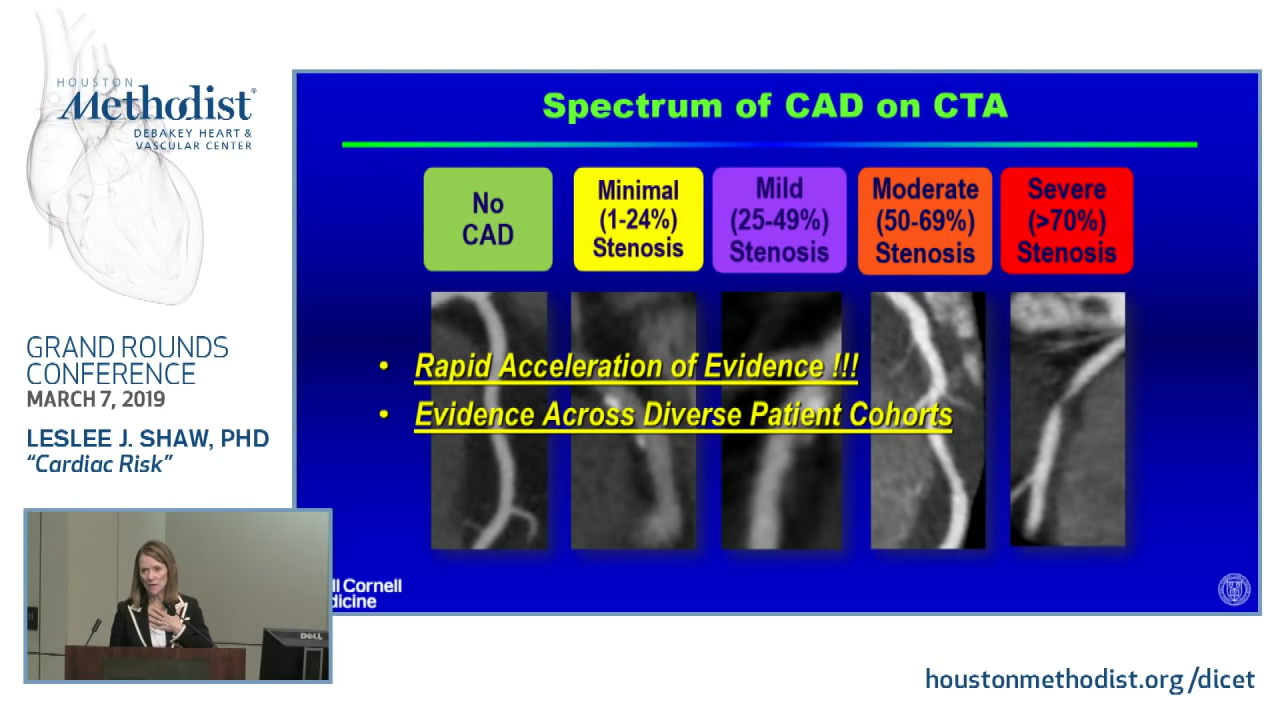 HOUSTON
Methodist®
DEBAKEY HEART &
VASCULAR CENTER
GRAND ROUNDS
CONFERENCE
MARCH 7, 2019
LESLEE J. SHAW, PHD
“Cardiac Risk”
Spectrum of CAD on CTA
No
CAD
Minimal
(1-24%)
Stenosis
Mild
(25-49%)
Stenosis
Moderate
(50-69%)
Stenosis
Severe
(>70%)
Stenosis
• Rapid Acceleration of Evidence !!!
• Evidence Across Diverse Patient Cohorts
ll Cornell
dicine
DELL
houstonmethodist.org/dicet